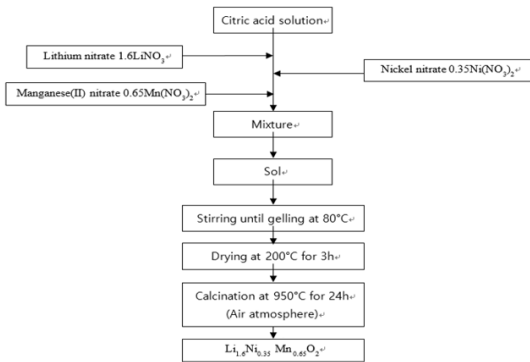 Citric acid solution↵
Lithium nitrate 1.6LiNO₃
Nickel nitrate 0.35Ni(NO₃)₂↵
Manganese(II) nitrate 0.65Mn(NO₃)₂↵
Mixture↵
Sol↵
Stirring until gelling at 80°C↵
Drying at 200°C for 3h↵
Calcination at 950°C for 24h↵
(Air atmosphere)↵
Li₁.₆Ni₀.₃₅ Mn₀.₆₅O₂↵